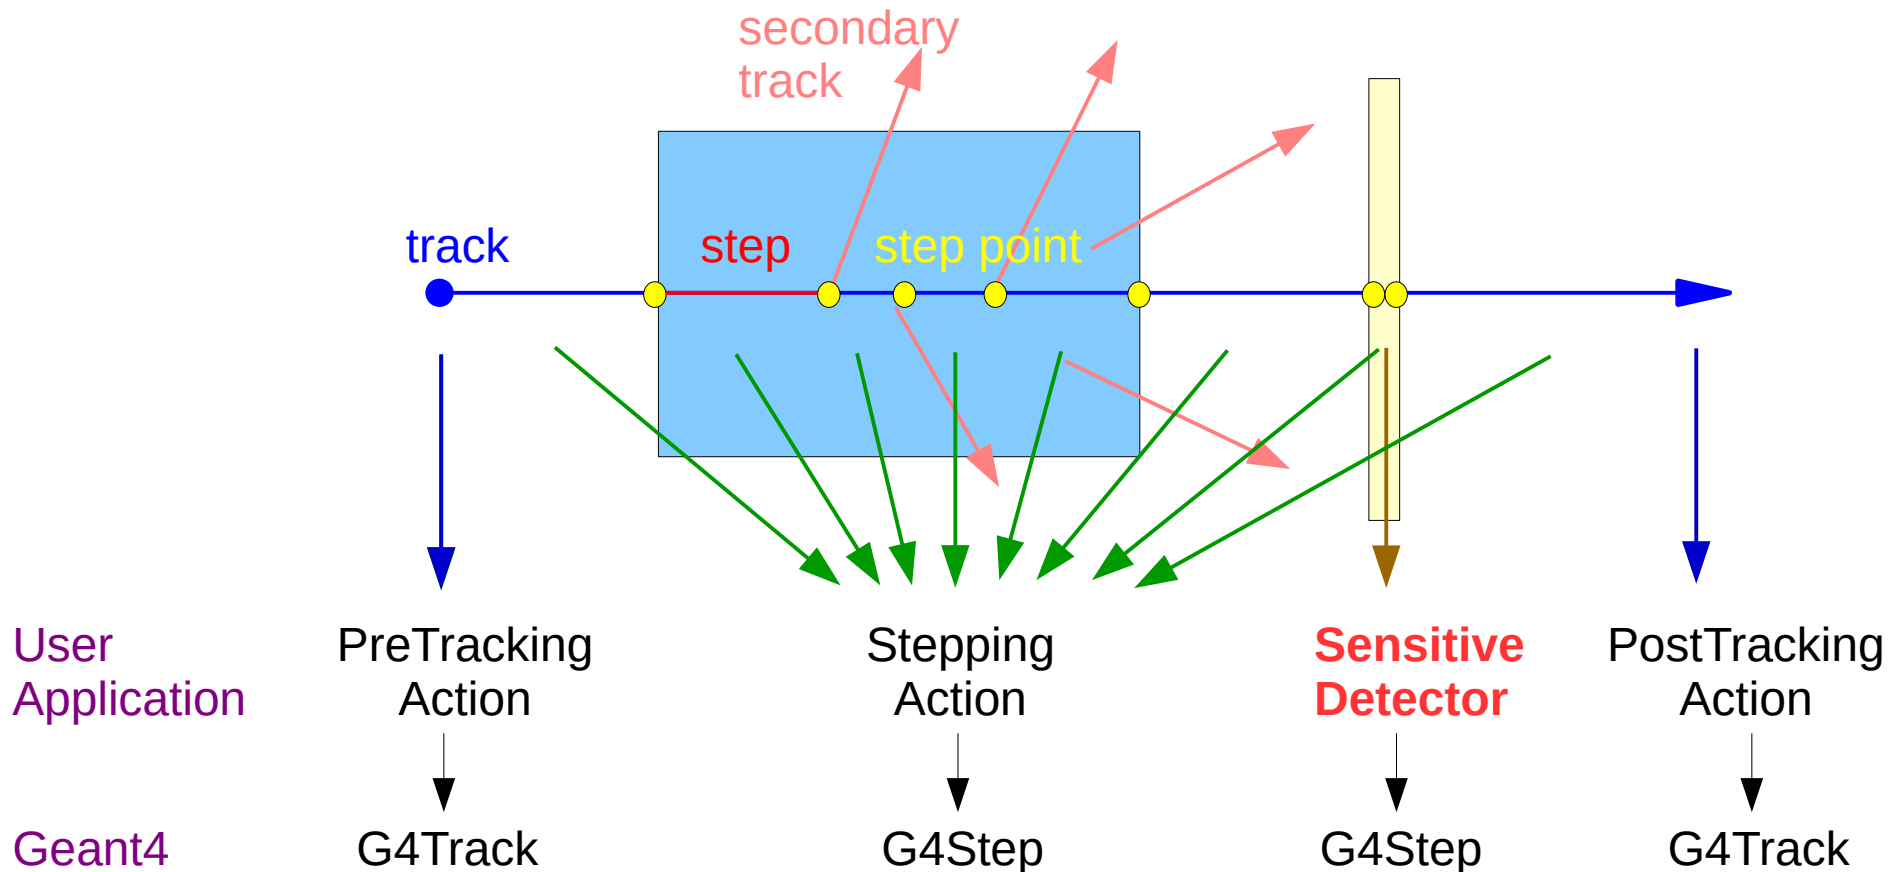 secondary
track
track
step
step point
User
Application
PreTracking
Action
Stepping
Action
Sensitive
Detector
PostTracking
Action
Geant4
G4Track
G4Step
G4Step
G4Track